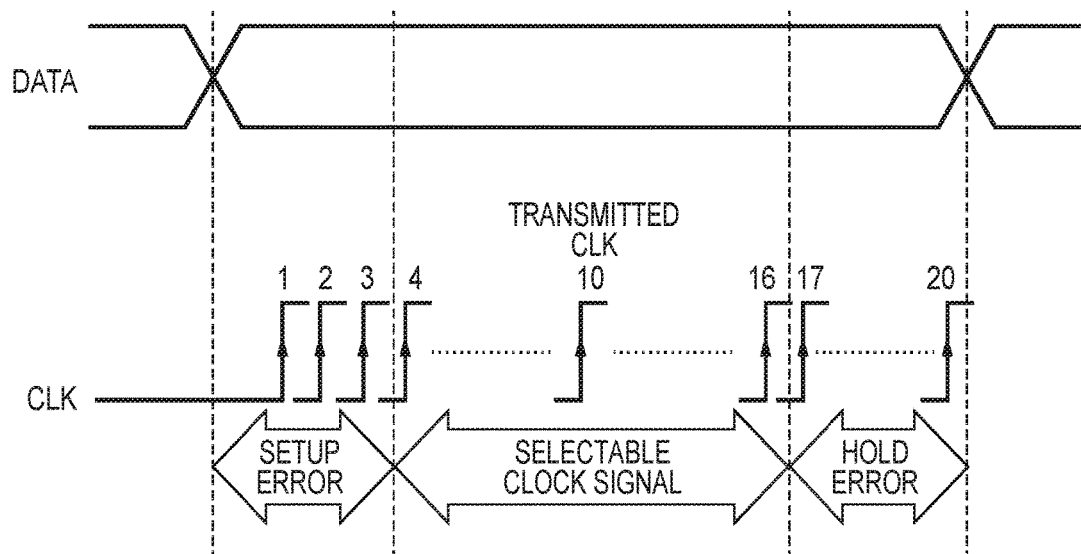 DATA
TRANSMITTED
CLK
1 2 3 4 10 16 17 20
CLK
SETUP
ERROR
SELECTABLE
CLOCK SIGNAL
HOLD
ERROR